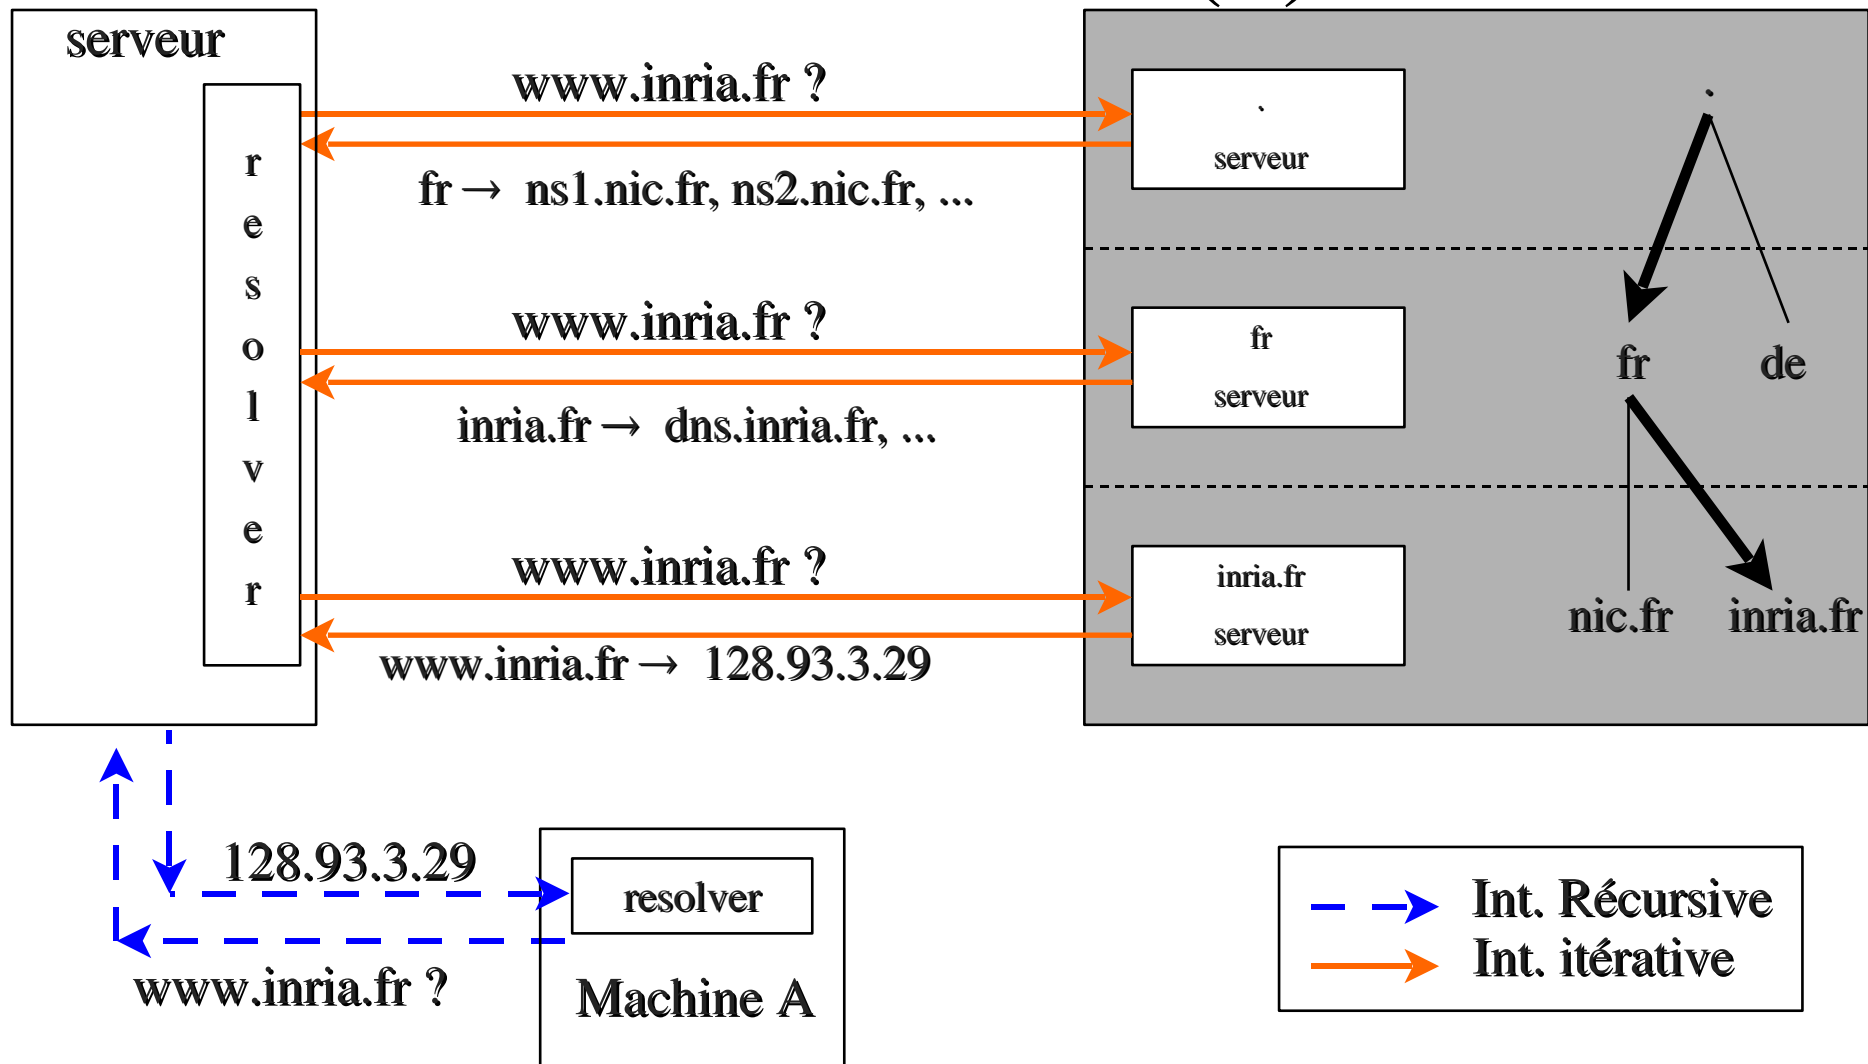 serveur
resolver
www.inria.fr ?
fr → ns1.nic.fr, ns2.nic.fr, ...
www.inria.fr ?
inria.fr → dns.inria.fr, ...
www.inria.fr ?
www.inria.fr → 128.93.3.29
.
serveur
fr
serveur
inria.fr
serveur
.
fr de
nic.fr inria.fr
128.93.3.29
www.inria.fr ?
resolver
Machine A
Int. Récursive
Int. itérative